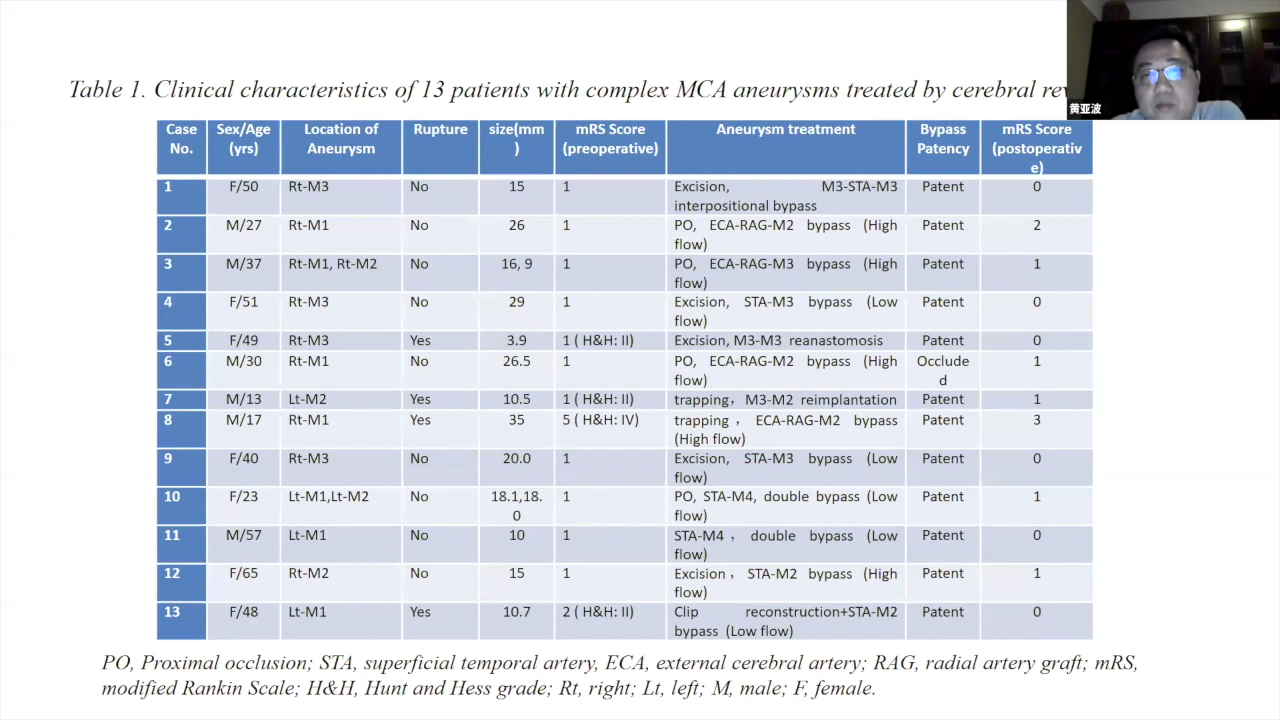 Table 1. Clinical characteristics of 13 patients with complex MCA aneurysms treated by cerebral
黄亚波
Case No. Sex/Age (yrs) Location of Aneurysm Rupture size(mm) mRS Score (preoperative) Aneurysm treatment Bypass Patency mRS Score (postoperative)
1 F/50 Rt-M3 No 15 1 Excision, M3-STA-M3 interpositional bypass Patent 0
2 M/27 Rt-M1 No 26 1 PO, ECA-RAG-M2 bypass (High flow) Patent 2
3 M/37 Rt-M1, Rt-M2 No 16, 9 1 PO, ECA-RAG-M3 bypass (High flow) Patent 1
4 F/51 Rt-M3 No 29 1 Excision, STA-M3 bypass (Low flow) Patent 0
5 F/49 Rt-M3 Yes 3.9 1 ( H&H: II) Excision, M3-M3 reanastomosis Patent 0
6 M/30 Rt-M1 No 26.5 1 PO, ECA-RAG-M2 bypass (High flow) Occluded 1
7 M/13 Lt-M2 Yes 10.5 1 ( H&H: II) trapping，M3-M2 reimplantation Patent 1
8 M/17 Rt-M1 Yes 35 5 ( H&H: IV) trapping，ECA-RAG-M2 bypass (High flow) Patent 3
9 F/40 Rt-M3 No 20.0 1 Excision, STA-M3 bypass (Low flow) Patent 0
10 F/23 Lt-M1,Lt-M2 No 18.1,18.0 1 PO, STA-M4, double bypass (Low flow) Patent 1
11 M/57 Lt-M1 No 10 1 STA-M4，double bypass (Low flow) Patent 0
12 F/65 Rt-M2 No 15 1 Excision，STA-M2 bypass (High flow) Patent 1
13 F/48 Lt-M1 Yes 10.7 2 ( H&H: II) Clip reconstruction+STA-M2 bypass (Low flow) Patent 0
PO, Proximal occlusion; STA, superficial temporal artery, ECA, external cerebral artery; RAG, radial artery graft; mRS,
modified Rankin Scale; H&H, Hunt and Hess grade; Rt, right; Lt, left; M, male; F, female.